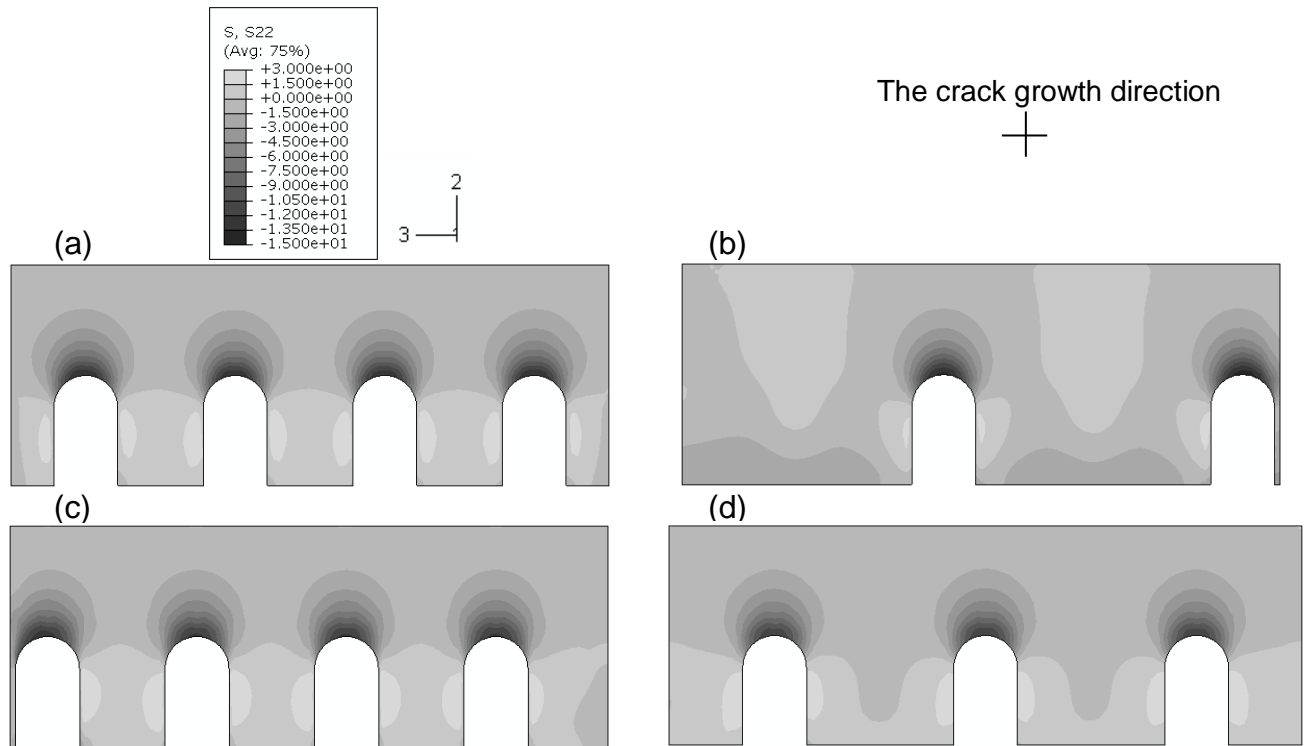 S, S22
(Avg: 75%)
+3.000e+00
+1.500e+00
+0.000e+00
-1.500e+00
-3.000e+00
-4.500e+00
-6.000e+00
-7.500e+00
-9.000e+00
-1.050e+01
-1.200e+01
-1.350e+01
-1.500e+01
The crack growth direction
2
3
1
(a)
(b)
(c)
(d)